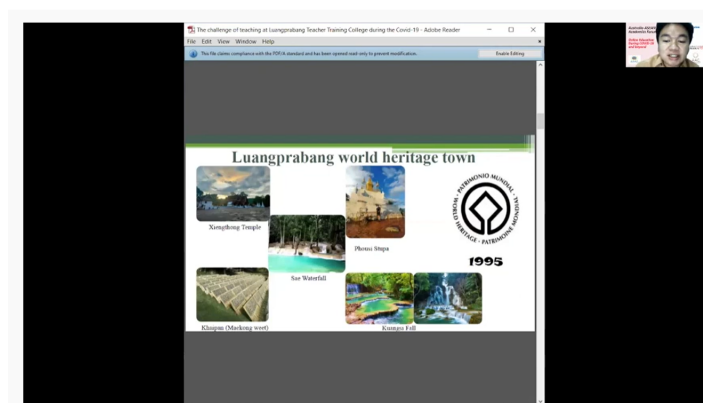 The challenge of teaching at Luangprabang Teacher Training College during the Covid-19 - Adobe Reader
File Edit View Window Help
This file claims compliance with the PDF/A standard and has been opened read-only to prevent modification.
Enable Editing
Luangprabang world heritage town
Xiengthong Temple
Phousi Stupa
Sae Waterfall
Khaipan (Maekong weet)
Kuangsi Fall
WORLD HERITAGE • PATRIMOINE MONDIAL • PATRIMONIO MUNDIAL
1995